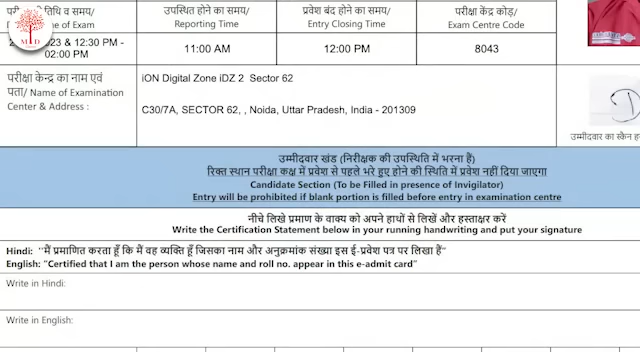 तिथि व समय/
of Exam
उपस्थित होने का समय/
Reporting Time
प्रवेश बंद होने का समय/
Entry Closing Time
परीक्षा केंद्र कोड़/
Exam Centre Code
023 & 12:30 PM -
02:00 PM
11:00 AM
12:00 PM
8043
परीक्षा केन्द्र का नाम एवं
पता/ Name of Examination
Center & Address :
iON Digital Zone iDZ 2 Sector 62
C30/7A, SECTOR 62, , Noida, Uttar Pradesh, India - 201309
उम्मीदवार का स्कैन
उम्मीदवार खंड (निरीक्षक की उपस्थिति में भरना हैं)
रिक्त स्थान परीक्षा कक्ष में प्रवेश से पहले भरे हुए होने की स्थिति में प्रवेश नहीं दिया जाएगा
Candidate Section (To be Filled in presence of Invigilator)
Entry will be prohibited if blank portion is filled before entry in examination centre
नीचे लिखे प्रमाण के वाक्य को अपने हाथों से लिखें और हस्ताक्षर करें
Write the Certification Statement below in your running handwriting and put your signature
Hindi: "मैं प्रमाणित करता हूँ कि मैं वह व्यक्ति हूँ जिसका नाम और अनुक्रमांक संख्या इस ई-प्रवेश पत्र पर लिखा हैं"
English: "Certified that I am the person whose name and roll no. appear in this e-admit card"
Write in Hindi:
Write in English: